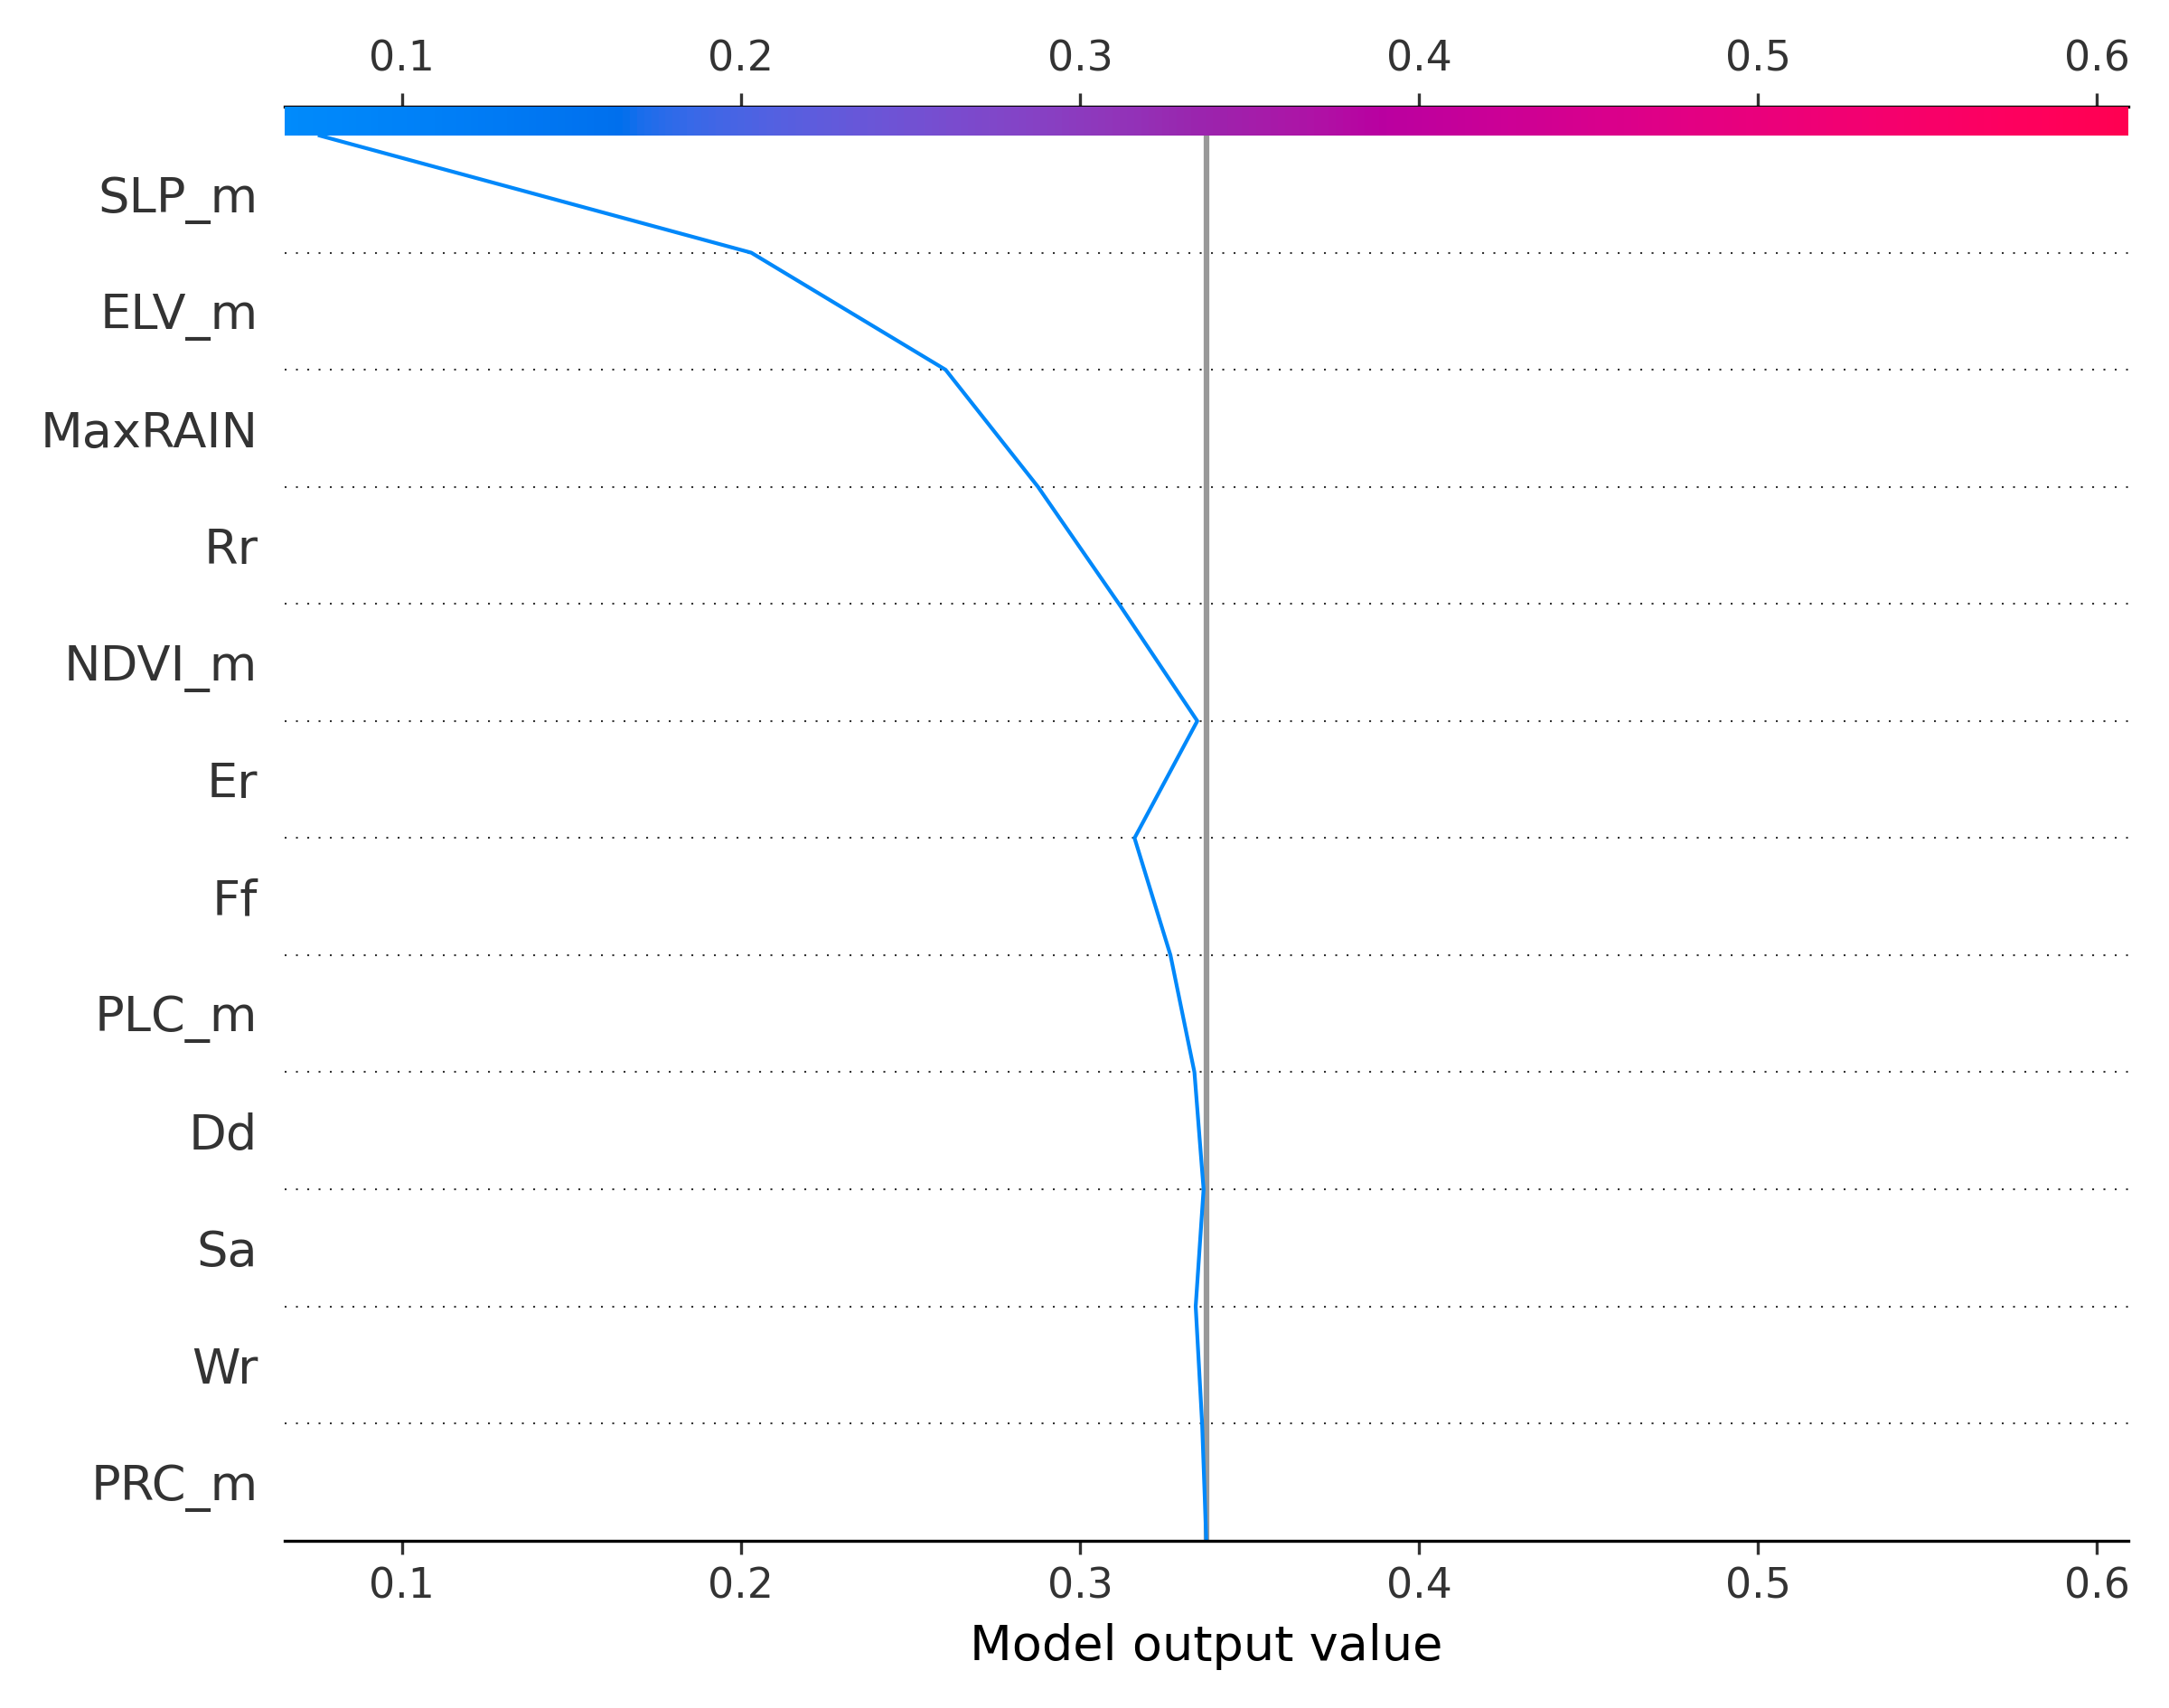 0.1 0.2 0.3 0.4 0.5 0.6
SLP_m
ELV_m
MaxRAIN
Rr
NDVI_m
Er
Ff
PLC_m
Dd
Sa
Wr
PRC_m
0.1 0.2 0.3 0.4 0.5 0.6
Model output value